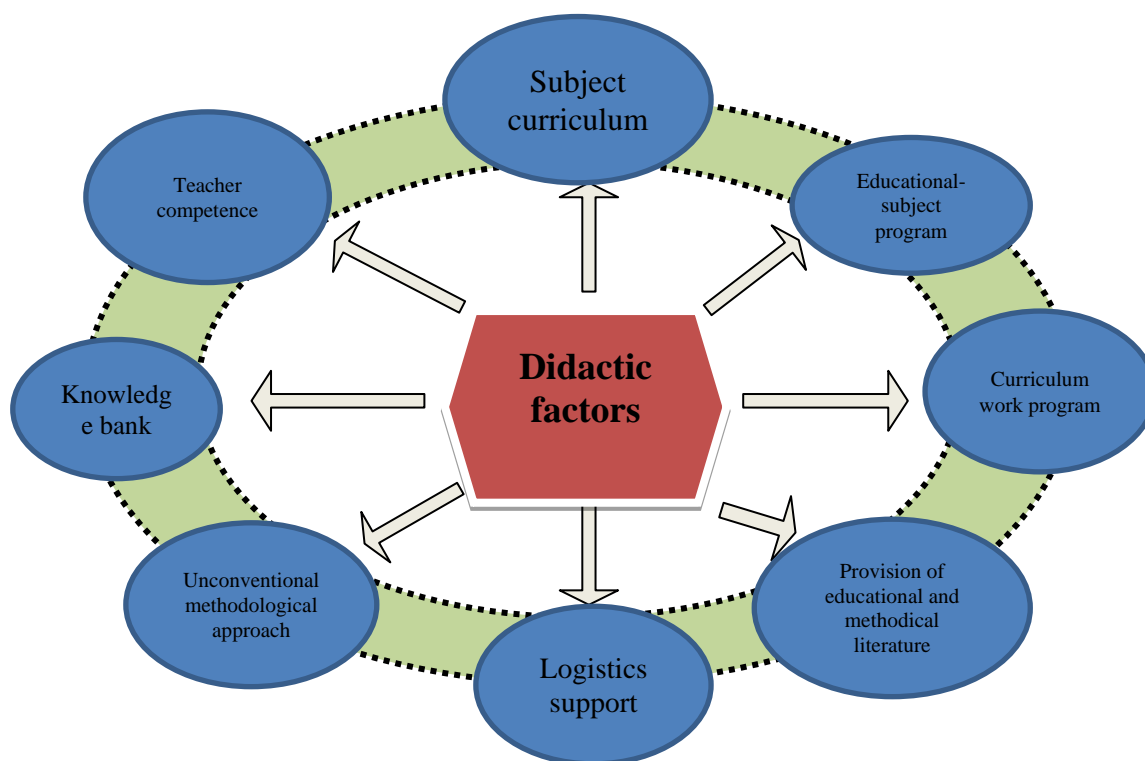 Subject
curriculum
Teacher
competence
Educational-
subject
program
Didactic
factors
Knowledg
e bank
Curriculum
work program
Unconventional
methodological
approach
Logistics
support
Provision of
educational and
methodical
literature